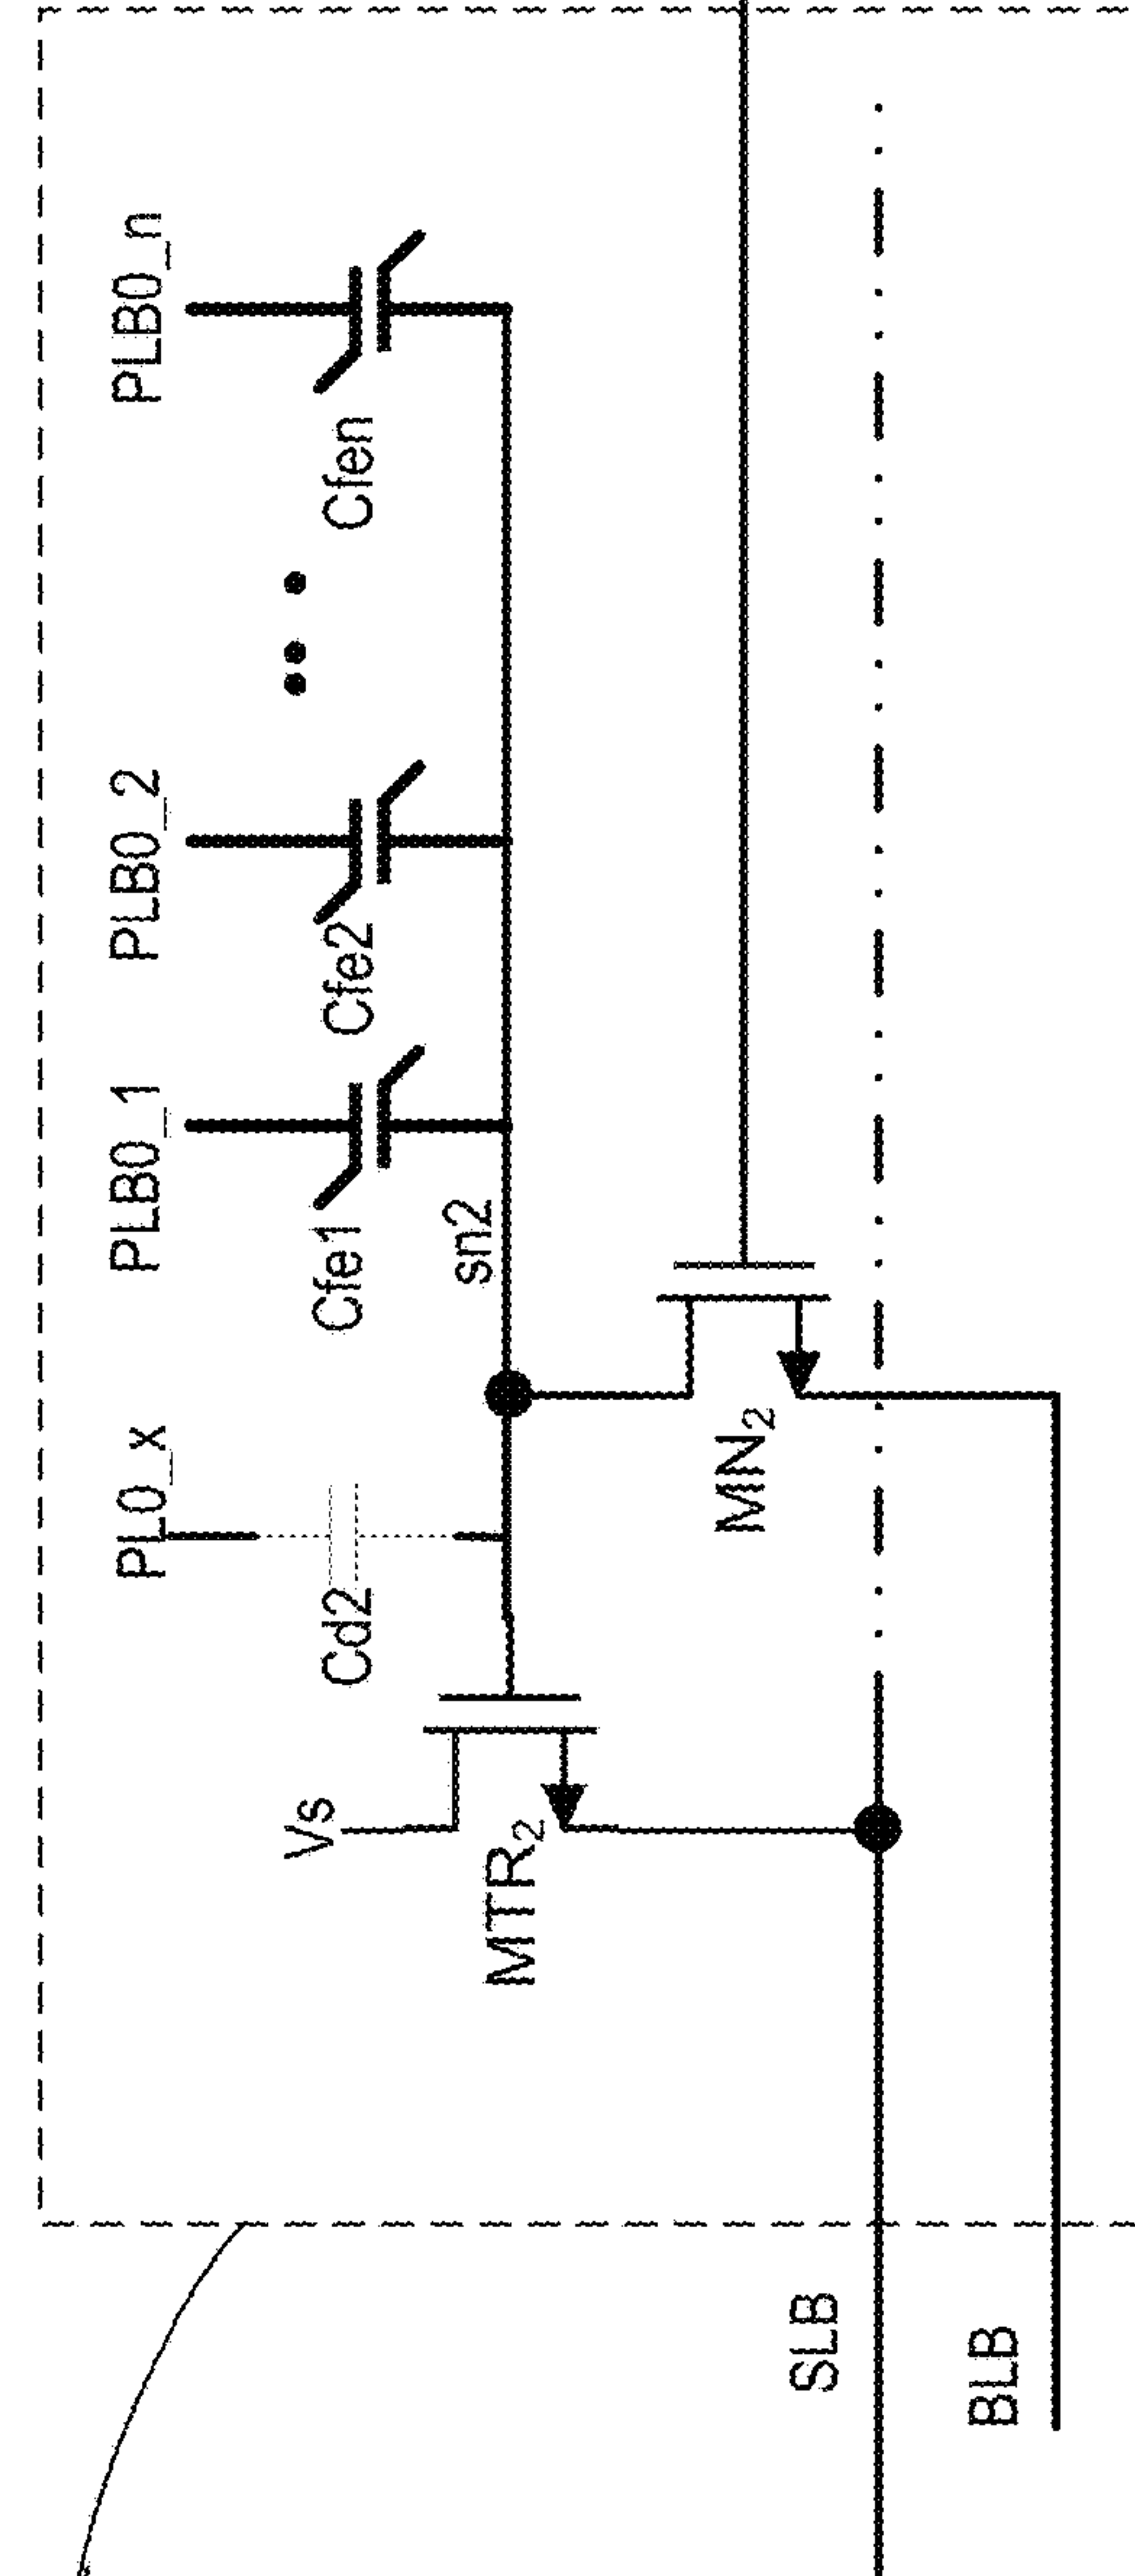 PL0_x
PLB0_1
PLB0_2
PLB0_n
Vs
Cd2
Cfe1
Cfe2
Cfen
MTR2
sn2
MN2
SLB
BLB